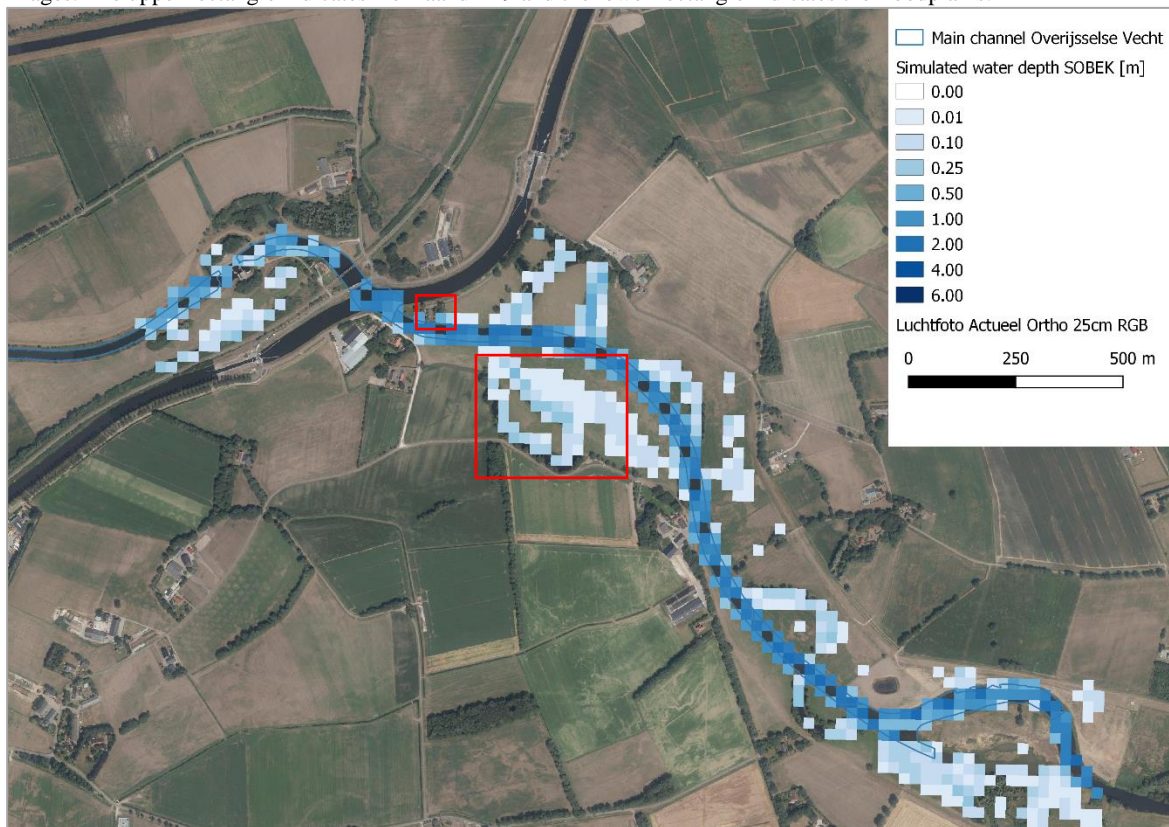 Main channel Overijsselse Vecht
Simulated water depth SOBEK [m]
0.00
0.01
0.10
0.25
0.50
1.00
2.00
4.00
6.00
Luchtfoto Actueel Ortho 25cm RGB
0 250 500 m